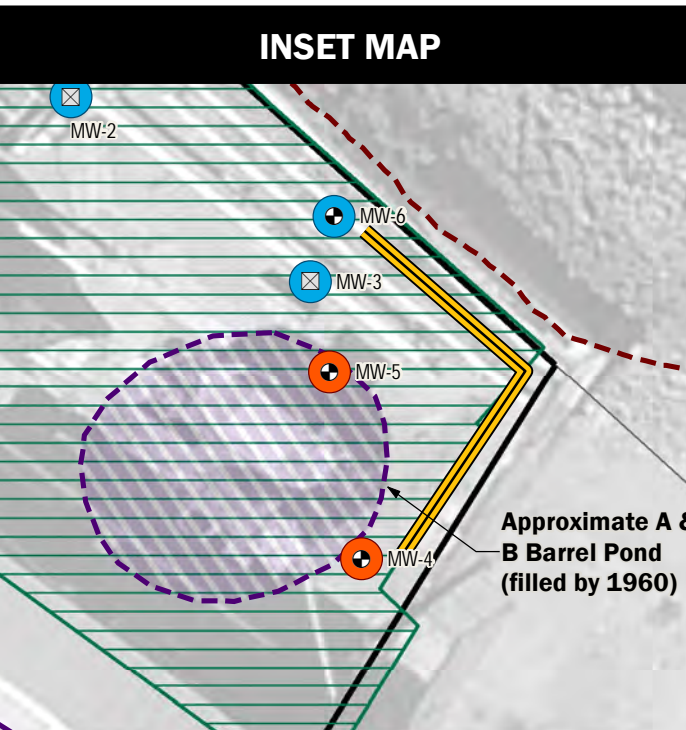 INSET MAP
MW-2
MW-6
MW-3
MW-5
Approximate A &
B Barrel Pond
(filled by 1960)
MW-4